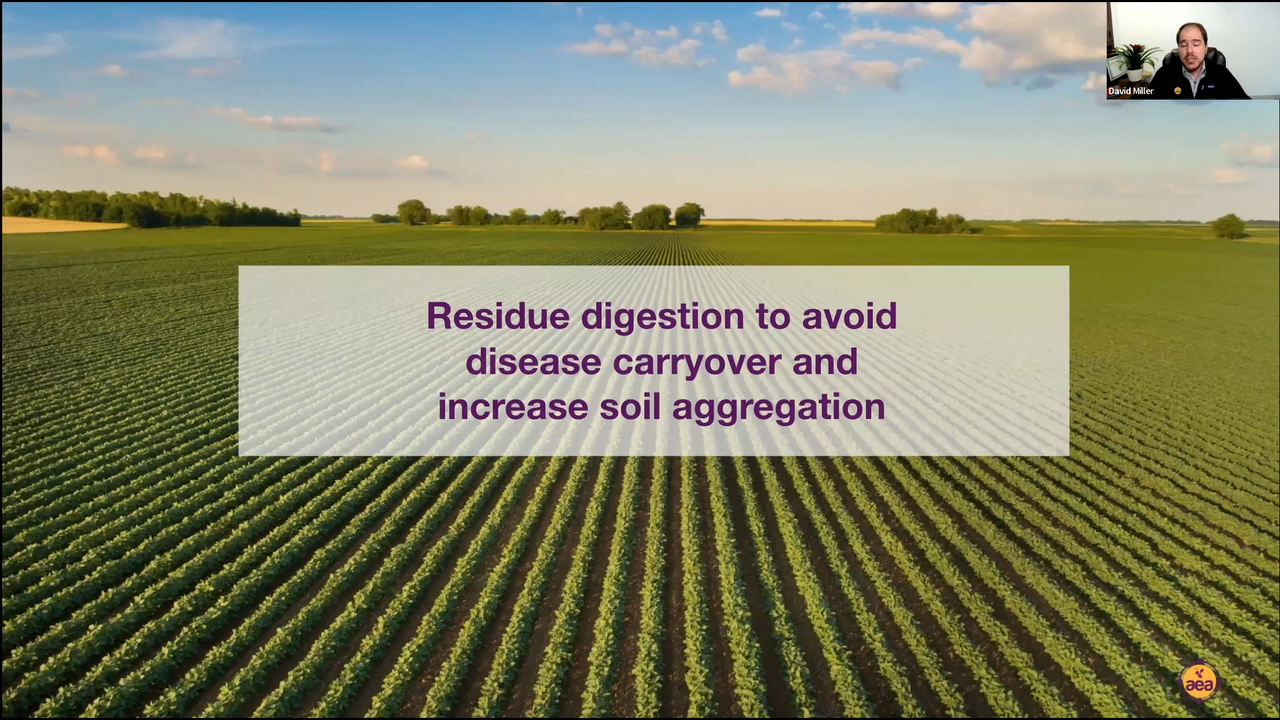 David Miller
Residue digestion to avoid
disease carryover and
increase soil aggregation
aea